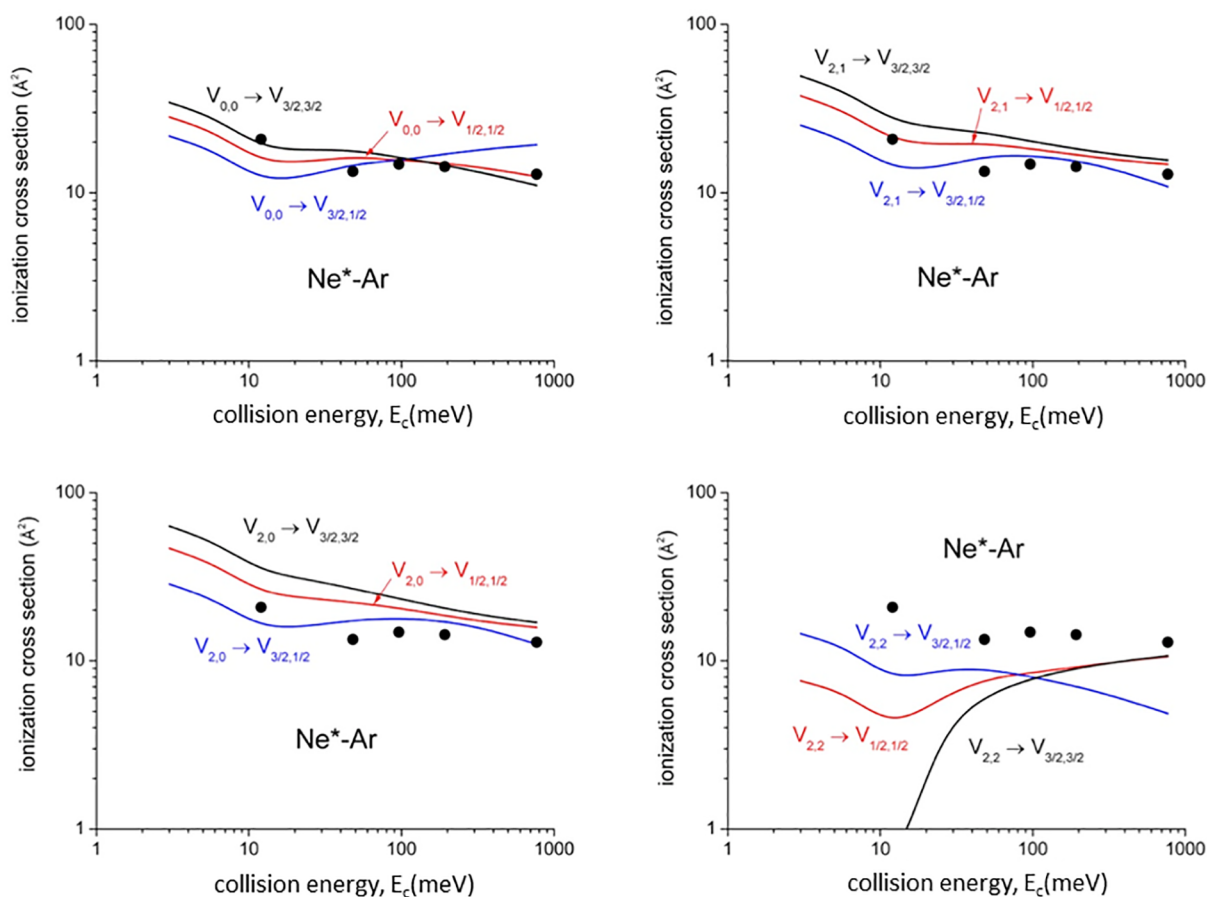 100
10
1
ionization cross section (Å²)
V0,0 → V3/2,3/2
V0,0 → V1/2,1/2
V0,0 → V3/2,1/2
Ne*-Ar
1 10 100 1000
collision energy, Ec(meV)
100
10
1
ionization cross section (Å²)
V2,1 → V3/2,3/2
V2,1 → V1/2,1/2
V2,1 → V3/2,1/2
Ne*-Ar
1 10 100 1000
collision energy, Ec(meV)
100
10
1
ionization cross section (Å²)
V2,0 → V3/2,3/2
V2,0 → V1/2,1/2
V2,0 → V3/2,1/2
Ne*-Ar
1 10 100 1000
collision energy, Ec(meV)
100
10
1
ionization cross section (Å²)
Ne*-Ar
V2,2 → V3/2,1/2
V2,2 → V1/2,1/2
V2,2 → V3/2,3/2
1 10 100 1000
collision energy, Ec(meV)